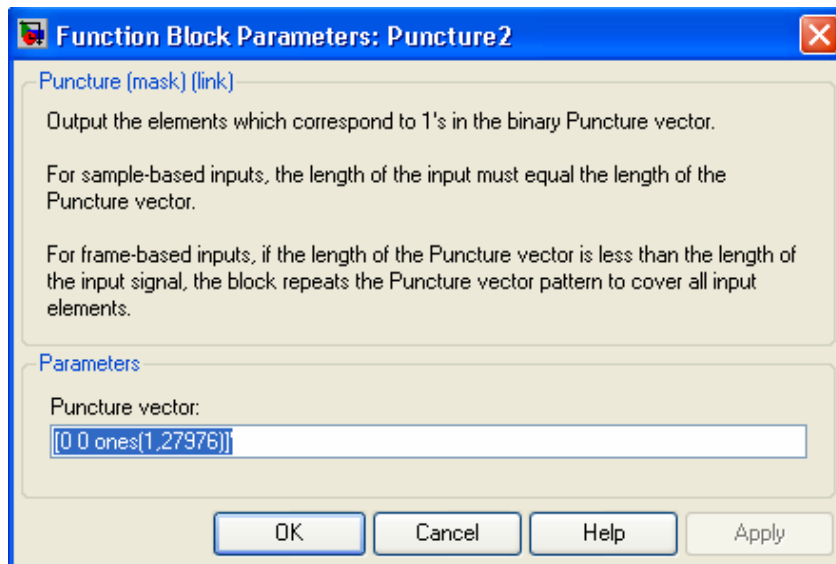 Function Block Parameters: Puncture2
Puncture (mask) (link)
Output the elements which correspond to 1's in the binary Puncture vector.
For sample-based inputs, the length of the input must equal the length of the
Puncture vector.
For frame-based inputs, if the length of the Puncture vector is less than the length of
the input signal, the block repeats the Puncture vector pattern to cover all input
elements.
Parameters
Puncture vector:
[0 0 ones(1,27976)]'
OK
Cancel
Help
Apply